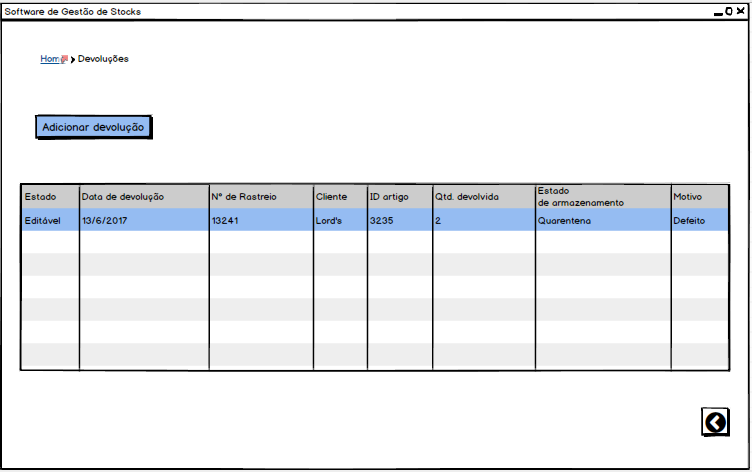 Software de Gestão de Stocks
Home Devoluções
Adicionar devolução
Estado Data de devolução Nº de Rastreio Cliente ID artigo Qtd. devolvida Estado de armazenamento Motivo
Editável 13/6/2017 13241 Lord's 3235 2 Quarentena Defeito